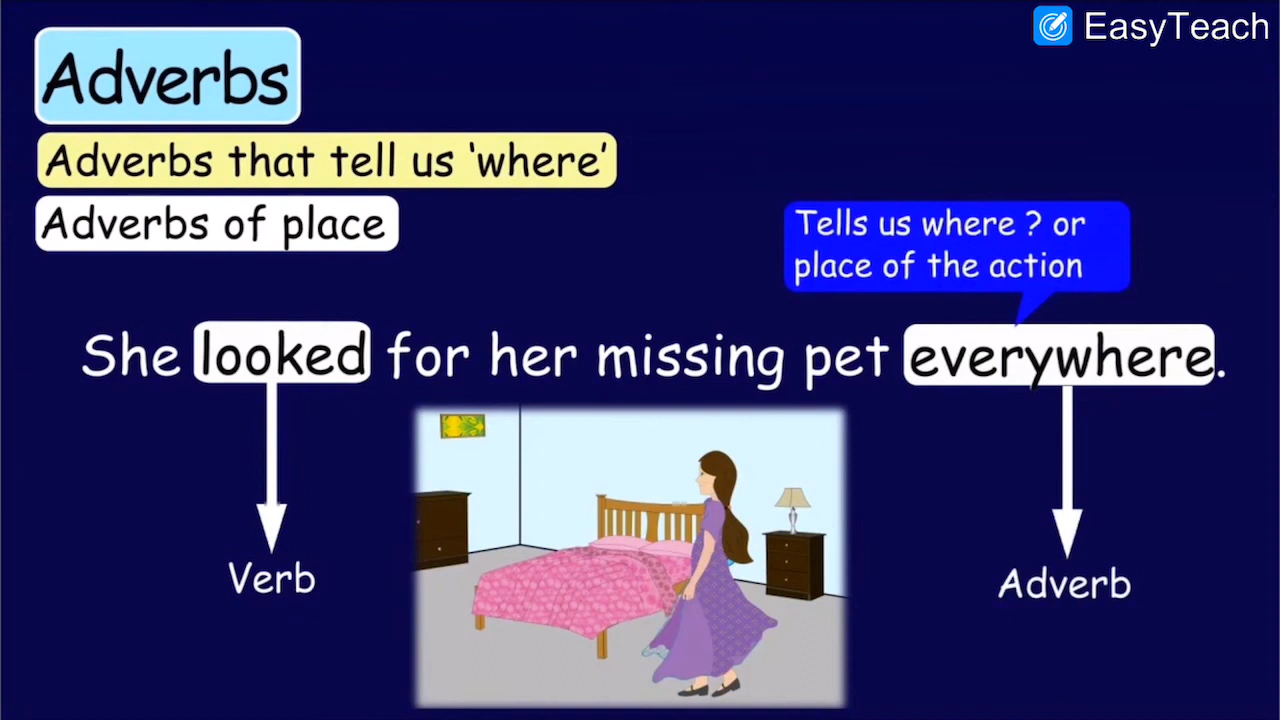 EasyTeach
Adverbs
Adverbs that tell us ‘where’
Adverbs of place
Tells us where ? or
place of the action
She looked for her missing pet everywhere.
Verb
Adverb